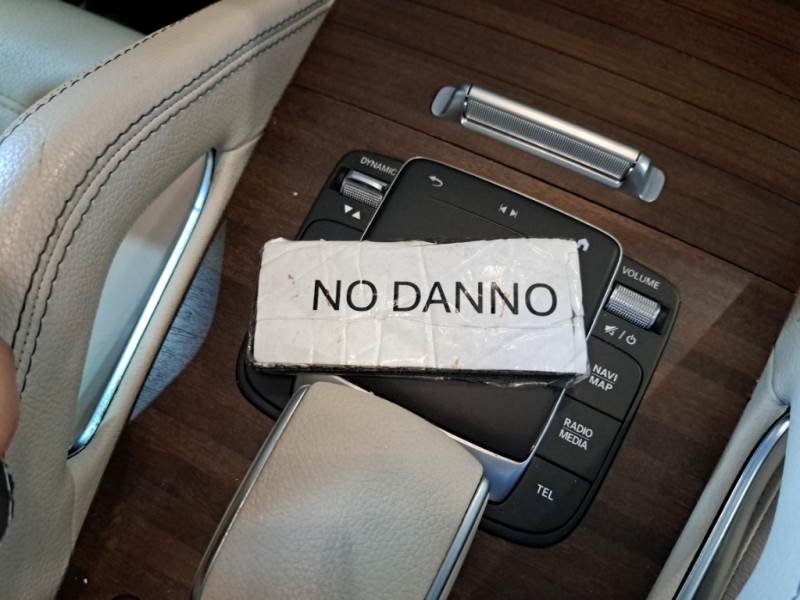 DYNAMIC
NO DANNO
VOLUME
NAVI
MAP
RADIO
MEDIA
TEL